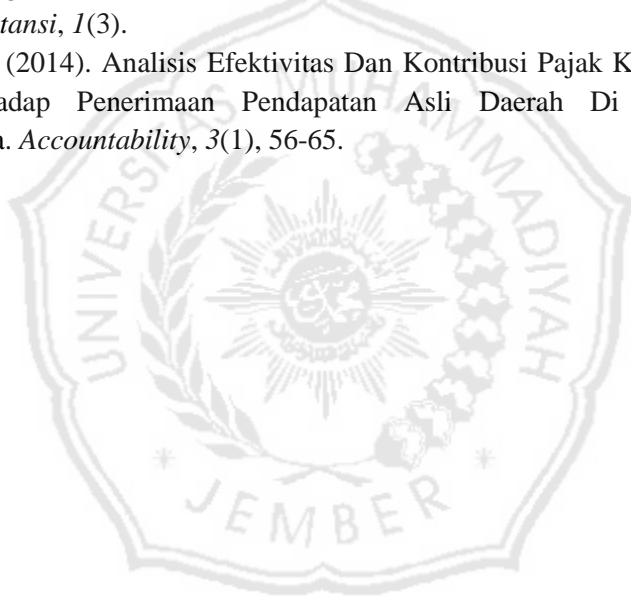 tansi, 1(3).
(2014). Analisis Efektivitas Dan Kontribusi Pajak K
adap Penerimaan Pendapatan Asli Daerah Di
a. Accountability, 3(1), 56-65.
UNIVERSITAS MUHAMMADIYAH
JEMBER